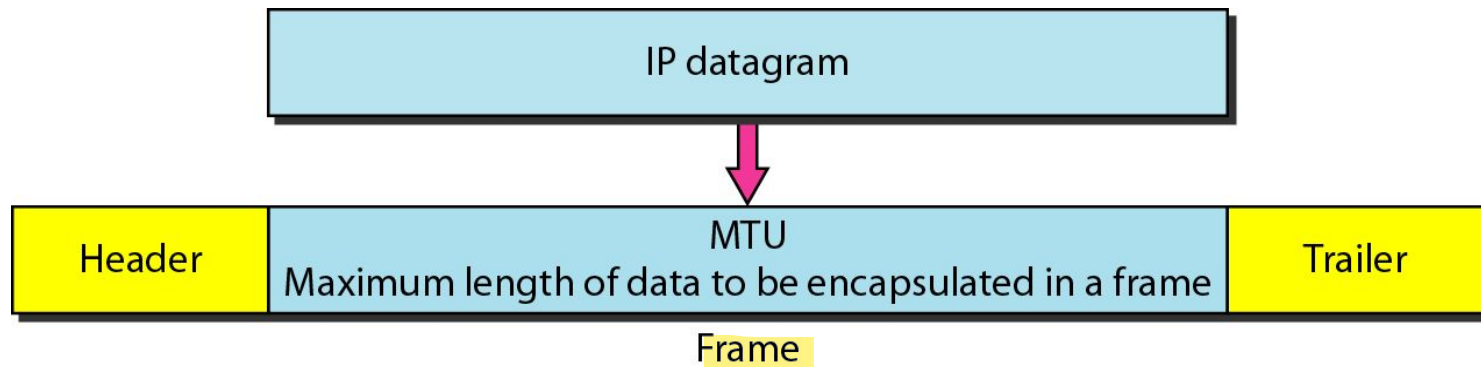 IP datagram
Header
MTU
Maximum length of data to be encapsulated in a frame
Trailer
Frame